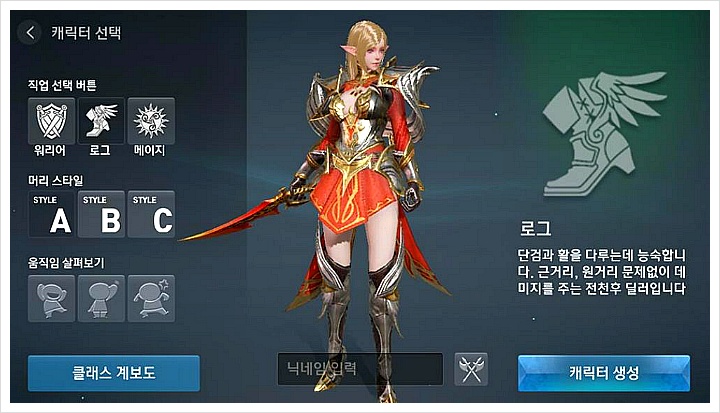 캐릭터 선택
직업 선택 버튼
워리어 로그 메이지
머리 스타일
STYLE A STYLE B STYLE C
움직임 살펴보기
클래스 계보도
닉네임 입력
로그
단검과 활을 다루는데 능숙합니
다. 근거리, 원거리 문제없이 데
미지를 주는 전천후 딜러입니다
캐릭터 생성